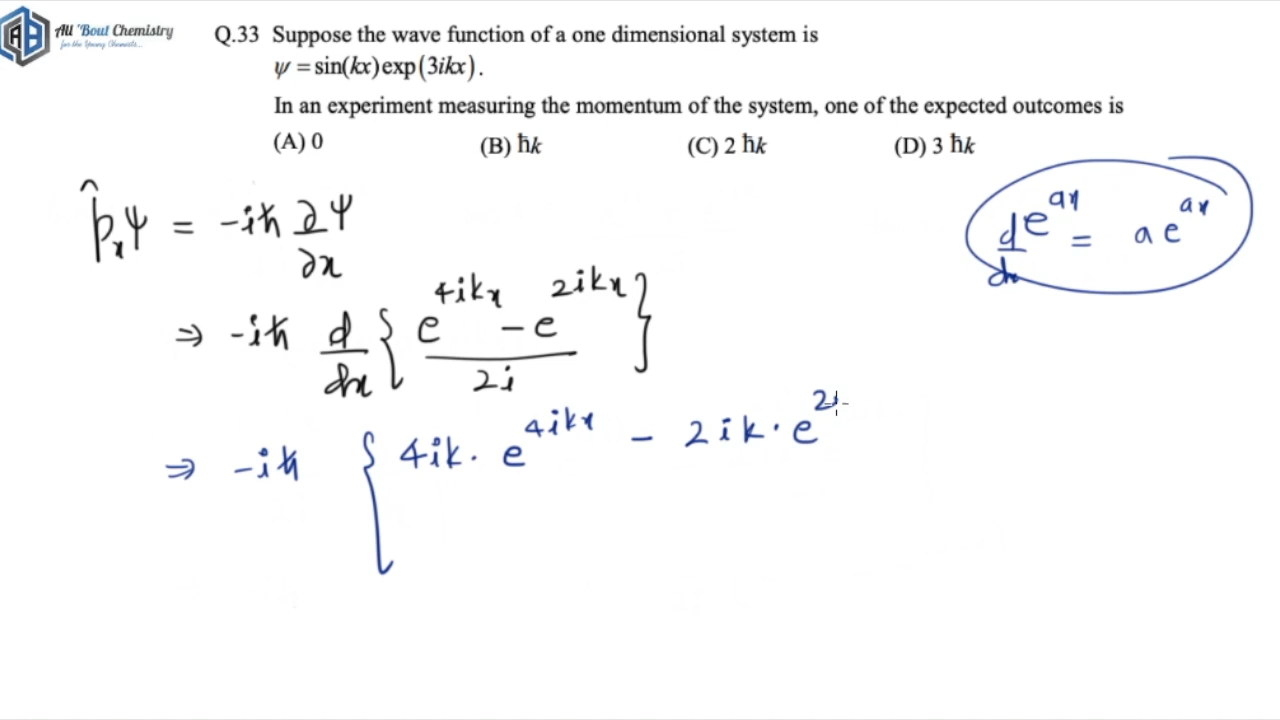 All 'Bout Chemistry
for the Young Chemists...
Q.33 Suppose the wave function of a one dimensional system is
ψ = sin(kx)exp(3ikx).
In an experiment measuring the momentum of the system, one of the expected outcomes is
(A) 0 (B) ħk (C) 2 ħk (D) 3 ħk
p̂ₓψ = -iħ ∂ψ/∂x
d/dx e^{ax} = a e^{ax}
⇒ -iħ d/dx { (e^{4ikx} - e^{2ikx})/2i }
⇒ -iħ { 4ik · e^{4ikx} - 2ik · e^{2i